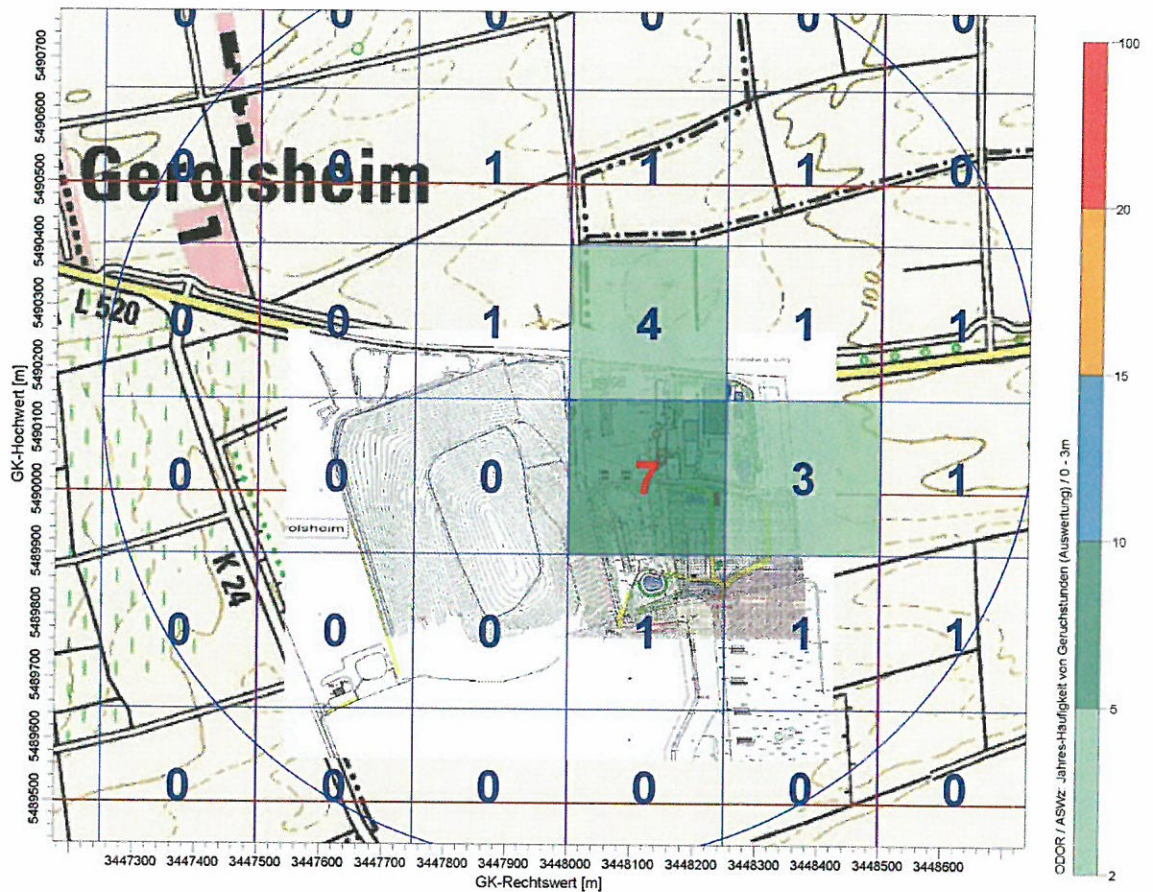 0 0 0 0 0 0
Gerolsheim
0 0 1 1 1 0
L 520
100
0 0 1 4 1 1
0 0 0 7 3 1
olsheim
K 24
0 0 0 1 1 1
0 0 0 0 0 0
GK-Hochwert [m]
5490700
5490600
5490500
5490400
5490300
5490200
5490100
5490000
5489900
5489800
5489700
5489600
5489500
3447300 3447400 3447500 3447600 3447700 3447800 3447900 3448000 3448100 3448200 3448300 3448400 3448500 3448600
GK-Rechtswert [m]
ODOR / ASWz: Jahres-Häufigkeit von Geruchstunden (Auswertung) / 0 - 3m
100
20
15
10
5
2